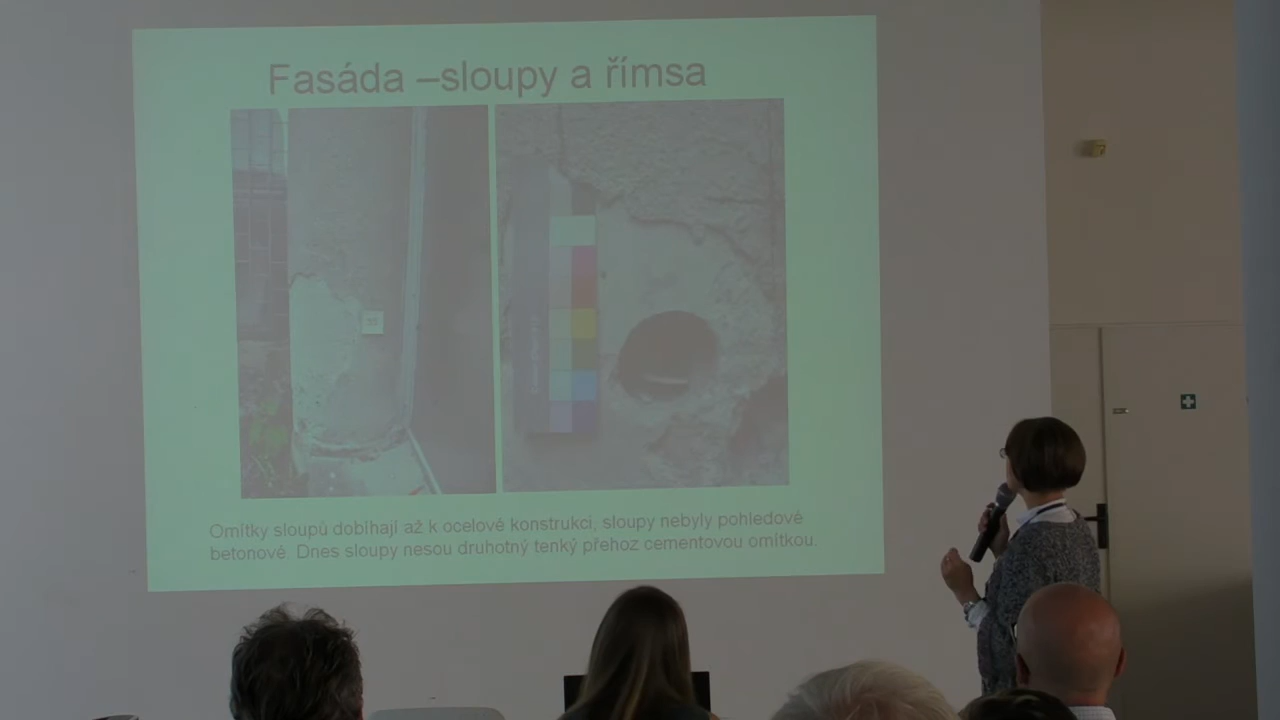 Fasáda –sloupy a římsa
Omítky sloupů dobíhají až k ocelové konstrukci, sloupy nebyly pohledové
betonové. Dnes sloupy nesou druhotný tenký přehoz cementovou omítkou.